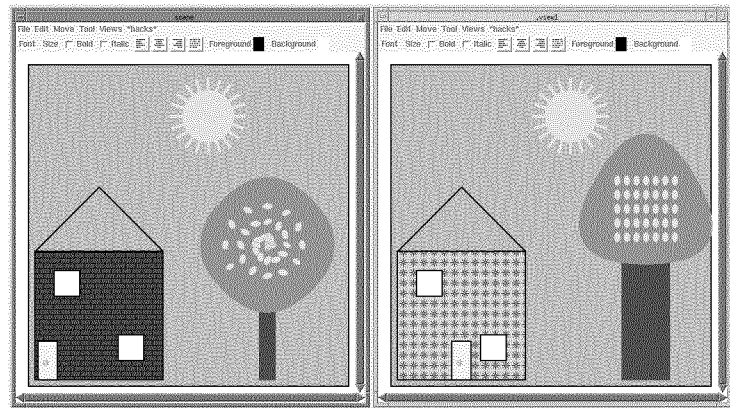 scene
File Edit Move Tool Views *hacks*
Font Size Bold Italic Foreground Background
.view1
File Edit Move Tool Views *hacks*
Font Size Bold Italic Foreground Background